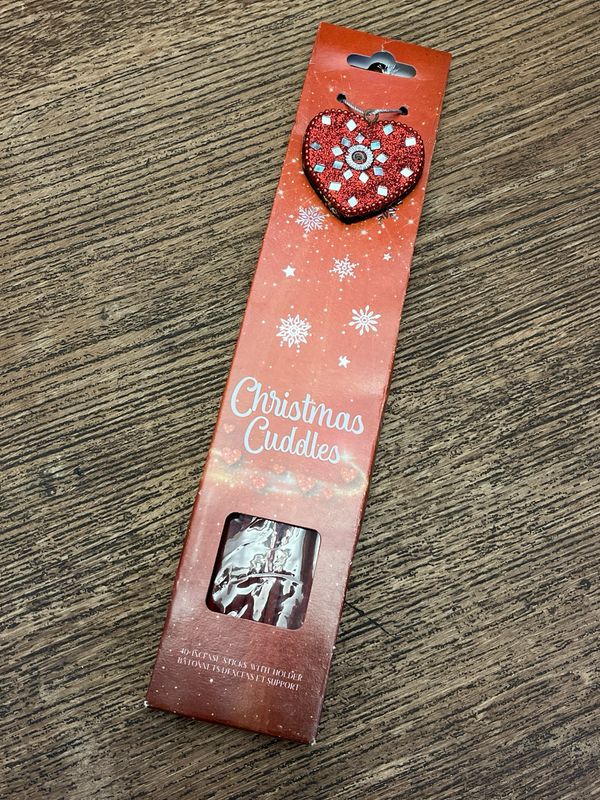 Christmas
Cuddles
40 INCENSE STICKS WITH HOLDER
BÂTONNETS D'ENCENS ET SUPPORT